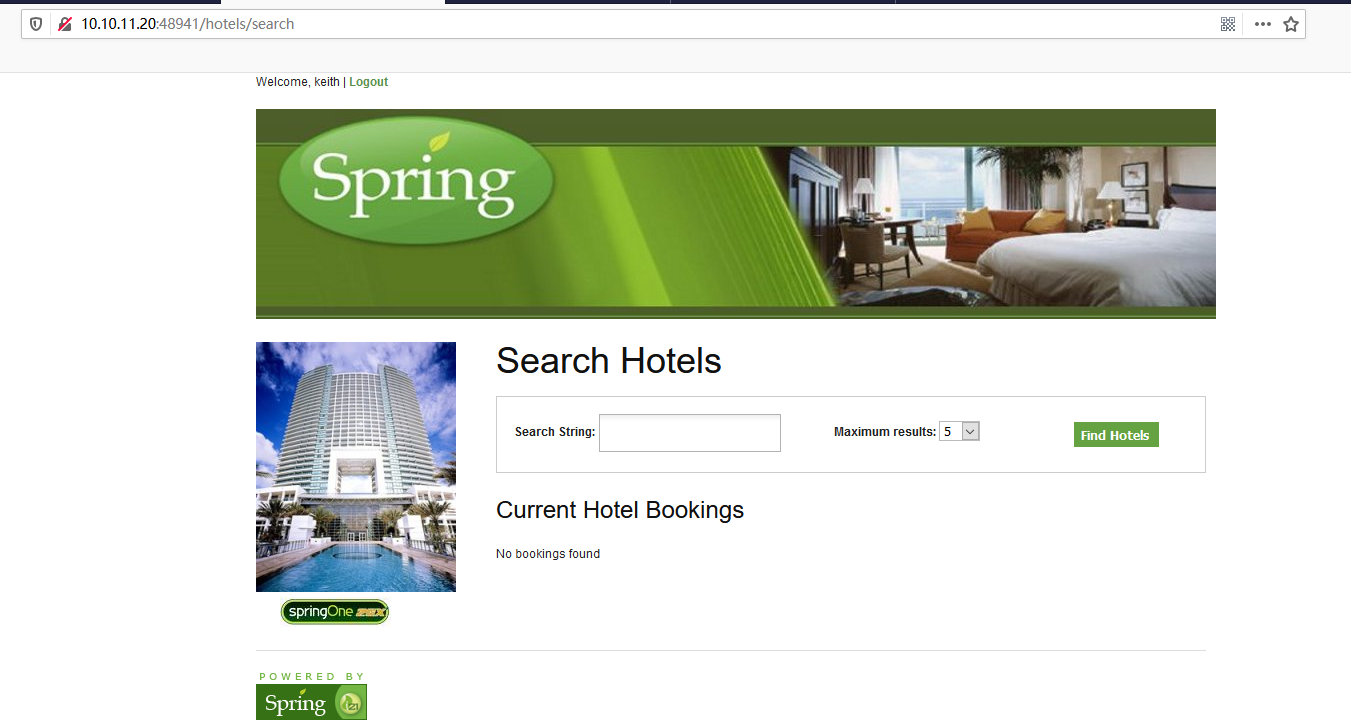 10.10.11.20:48941/hotels/search
Welcome, keith | Logout
Spring
Search Hotels
Search String:
Maximum results: 5
Find Hotels
Current Hotel Bookings
No bookings found
springOne 2GX
POWERED BY
Spring